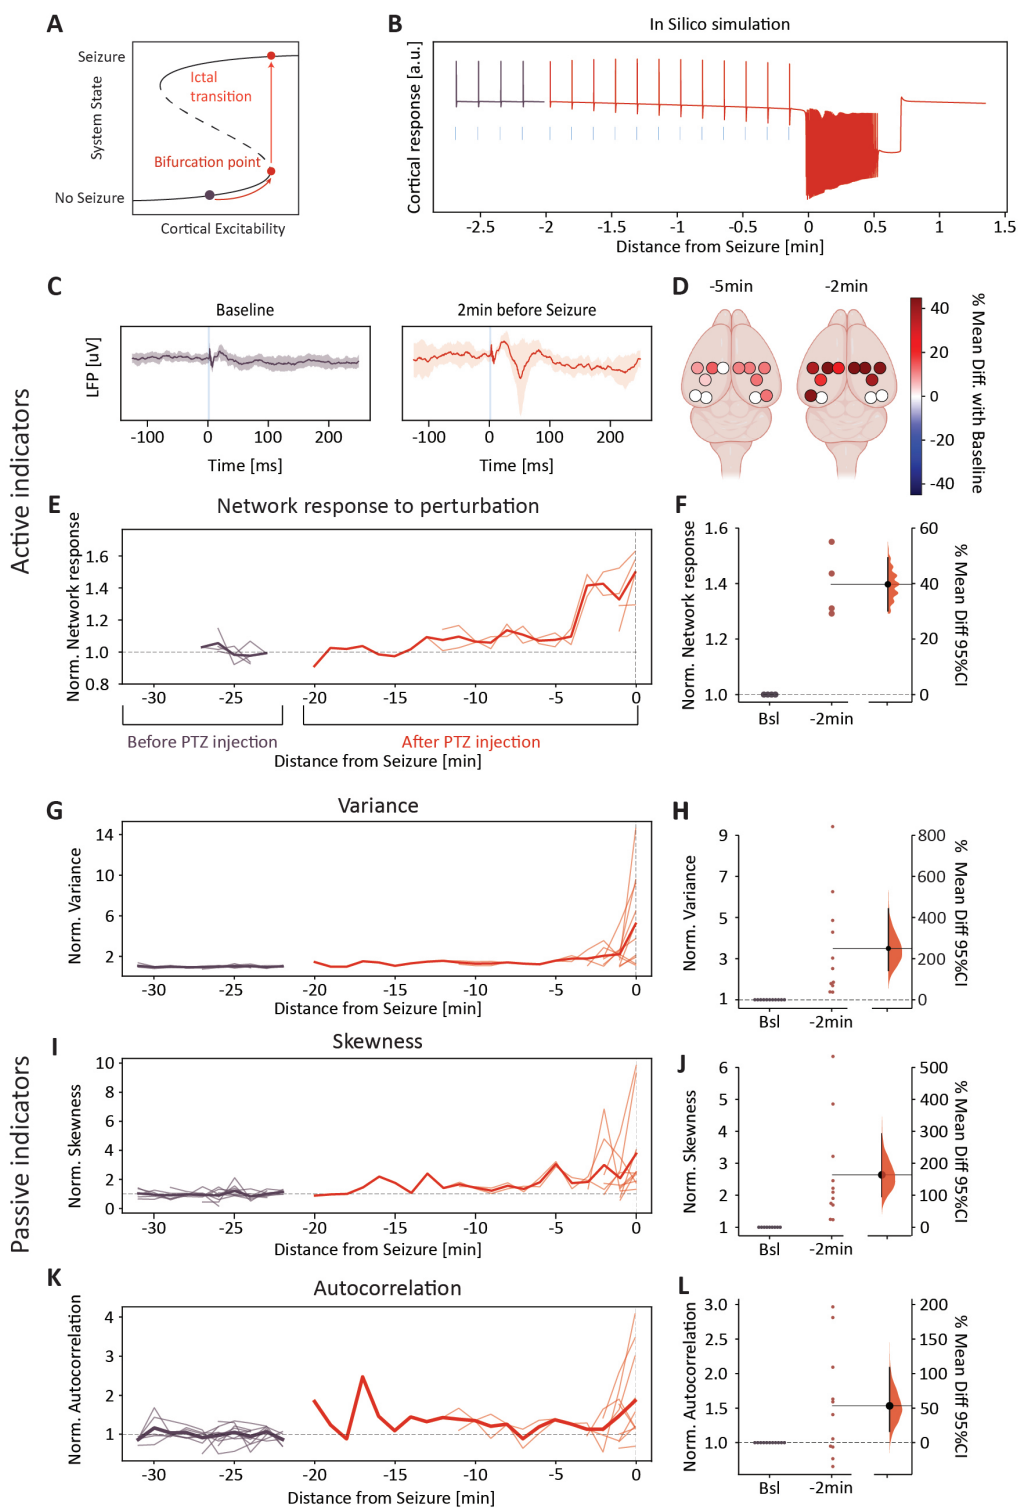 A
Seizure
System State
No Seizure
Ictal
transition
Bifurcation point
Cortical Excitability
B
In Silico simulation
Cortical response [a.u.]
-2.5 -2 -1.5 -1 -0.5 0 0.5 1 1.5
Distance from Seizure [min]
Active indicators
C
Baseline
2min before Seizure
LFP [uV]
-100 0 100 200
-100 0 100 200
Time [ms]
Time [ms]
D
-5min
-2min
40
20
0
-20
-40
% Mean Diff. with Baseline
E
Network response to perturbation
Norm. Network response
1.6
1.4
1.2
1.0
0.8
-30 -25 -20 -15 -10 -5 0
Before PTZ injection
After PTZ injection
Distance from Seizure [min]
F
Norm. Network response
1.6
1.4
1.2
1.0
60
40
20
0
% Mean Diff 95%CI
Bsl -2min
Passive indicators
G
Variance
Norm. Variance
14
10
6
2
-30 -25 -20 -15 -10 -5 0
Distance from Seizure [min]
H
Norm. Variance
9
7
5
3
1
800
600
400
200
0
% Mean Diff 95%CI
Bsl -2min
I
Skewness
Norm. Skewness
10
8
6
4
2
0
-30 -25 -20 -15 -10 -5 0
Distance from Seizure [min]
J
Norm. Skewness
6
5
4
3
2
1
500
400
300
200
100
0
% Mean Diff 95%CI
Bsl -2min
K
Autocorrelation
Norm. Autocorrelation
4
3
2
1
-30 -25 -20 -15 -10 -5 0
Distance from Seizure [min]
L
Norm. Autocorrelation
3.0
2.5
2.0
1.5
1.0
200
150
100
50
0
% Mean Diff 95%CI
Bsl -2min